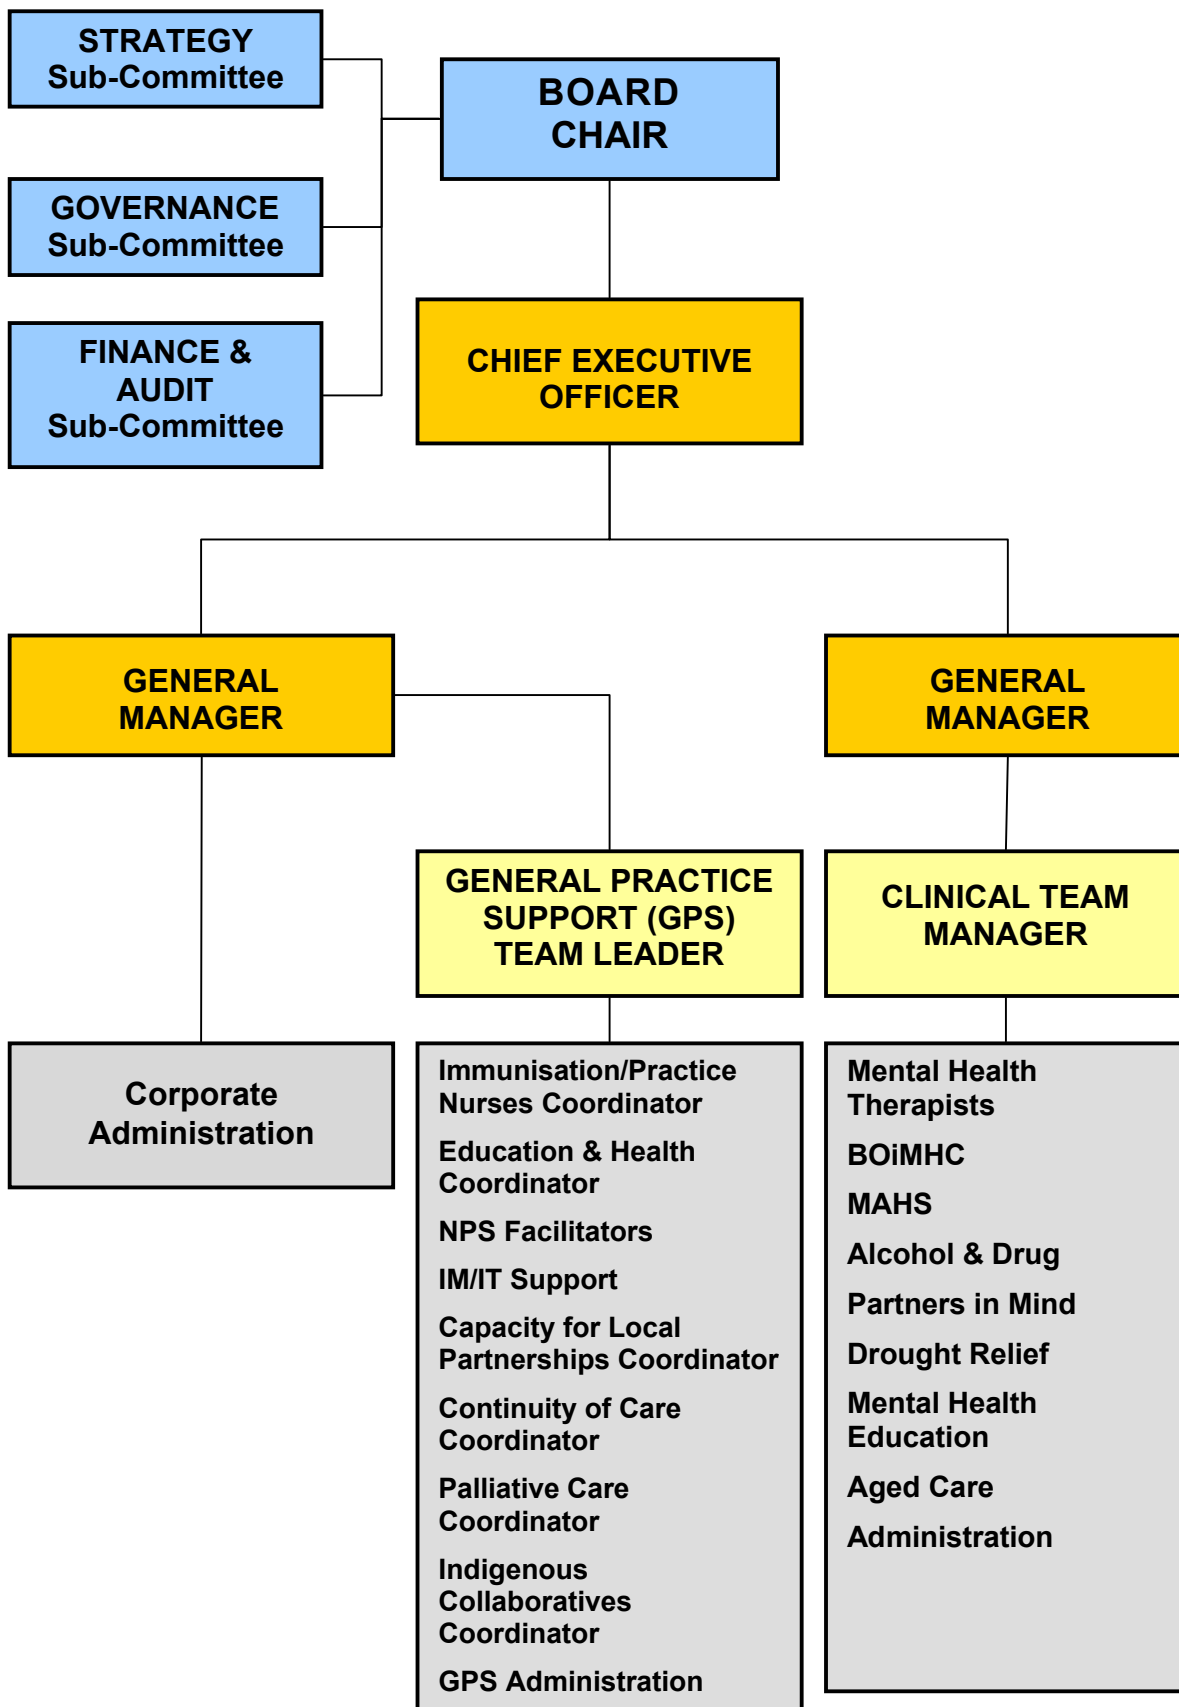 STRATEGY
Sub-Committee
BOARD
CHAIR
GOVERNANCE
Sub-Committee
FINANCE &
AUDIT
Sub-Committee
CHIEF EXECUTIVE
OFFICER
GENERAL
MANAGER
GENERAL
MANAGER
GENERAL PRACTICE
SUPPORT (GPS)
TEAM LEADER
CLINICAL TEAM
MANAGER
Corporate
Administration
Immunisation/Practice
Nurses Coordinator
Education & Health
Coordinator
NPS Facilitators
IM/IT Support
Capacity for Local
Partnerships Coordinator
Continuity of Care
Coordinator
Palliative Care
Coordinator
Indigenous
Collaboratives
Coordinator
GPS Administration
Mental Health
Therapists
BOiMHC
MAHS
Alcohol & Drug
Partners in Mind
Drought Relief
Mental Health
Education
Aged Care
Administration